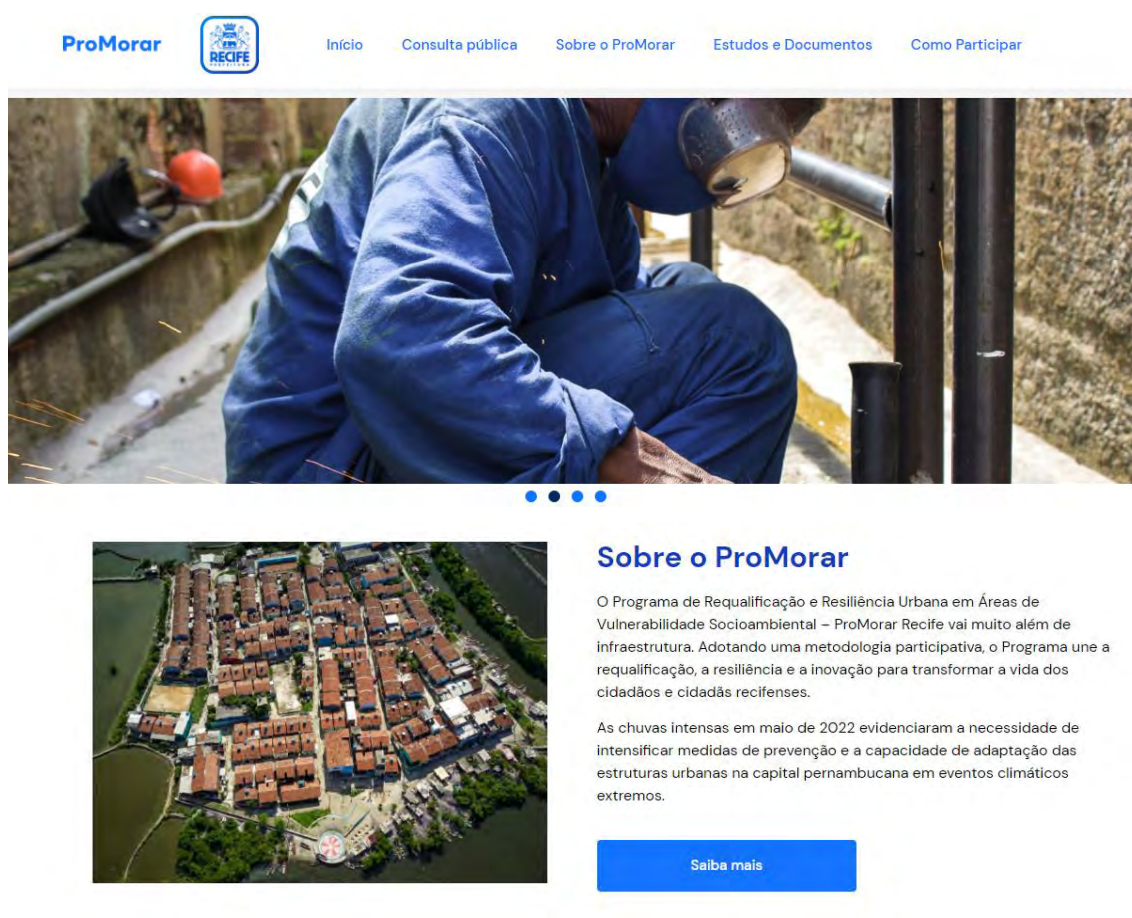 ProMorar
RECIFE
PREFEITURA
Início
Consulta pública
Sobre o ProMorar
Estudos e Documentos
Como Participar
Sobre o ProMorar
O Programa de Requalificação e Resiliência Urbana em Áreas de
Vulnerabilidade Socioambiental – ProMorar Recife vai muito além de
infraestrutura. Adotando uma metodologia participativa, o Programa une a
requalificação, a resiliência e a inovação para transformar a vida dos
cidadãos e cidadãs recifenses.
As chuvas intensas em maio de 2022 evidenciaram a necessidade de
intensificar medidas de prevenção e a capacidade de adaptação das
estruturas urbanas na capital pernambucana em eventos climáticos
extremos.
Saiba mais